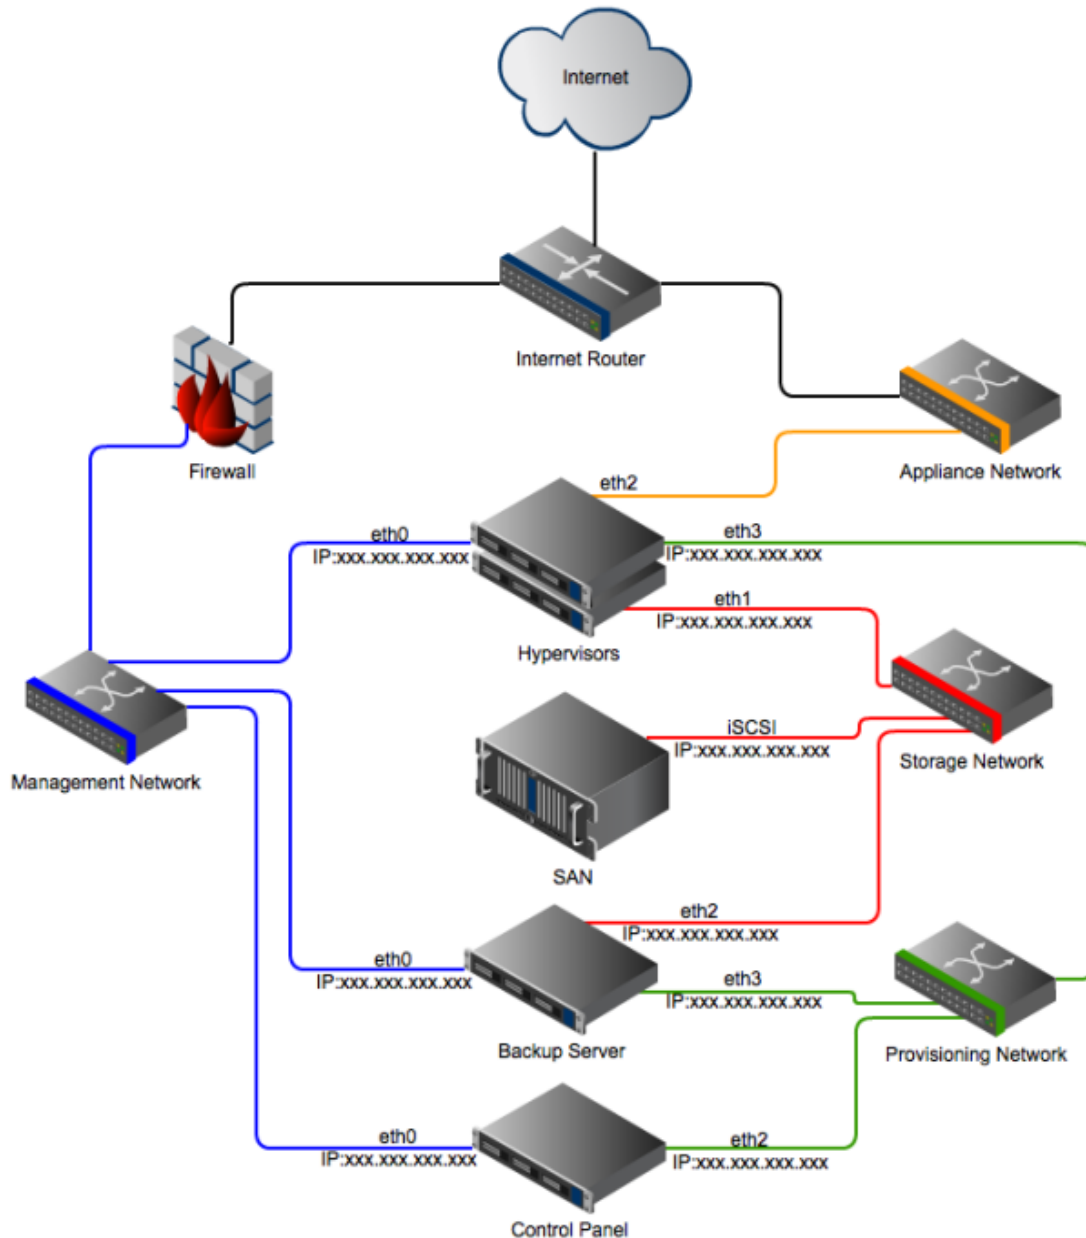 Internet
Internet Router
Firewall
Appliance Network
eth2
eth0
IP:xxx.xxx.xxx.xxx
eth3
IP:xxx.xxx.xxx.xxx
eth1
IP:xxx.xxx.xxx.xxx
Hypervisors
Management Network
iSCSI
IP:xxx.xxx.xxx.xxx
Storage Network
SAN
eth2
IP:xxx.xxx.xxx.xxx
eth0
IP:xxx.xxx.xxx.xxx
eth3
IP:xxx.xxx.xxx.xxx
Backup Server
Provisioning Network
eth0
IP:xxx.xxx.xxx.xxx
eth2
IP:xxx.xxx.xxx.xxx
Control Panel